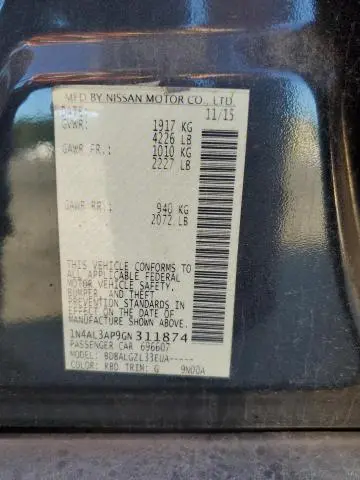 MFD BY NISSAN MOTOR CO., LTD.
DATE: 11/15
GVWR: 1917 KG
4226 LB
GAWR FR: 1010 KG
2227 LB
GAWR RR: 940 KG
2072 LB
THIS VEHICLE CONFORMS TO
ALL APPLICABLE FEDERAL
MOTOR VEHICLE SAFETY,
BUMPER, AND THEFT
PREVENTION STANDARDS IN
EFFECT ON THE DATE OF
MANUFACTURE SHOWN ABOVE.
1N4AL3AP9GN311874
PASSENGER CAR 696607
MODEL: BDBALGZL33EUA-----
COLOR: RBD TRIM: G 9N00A